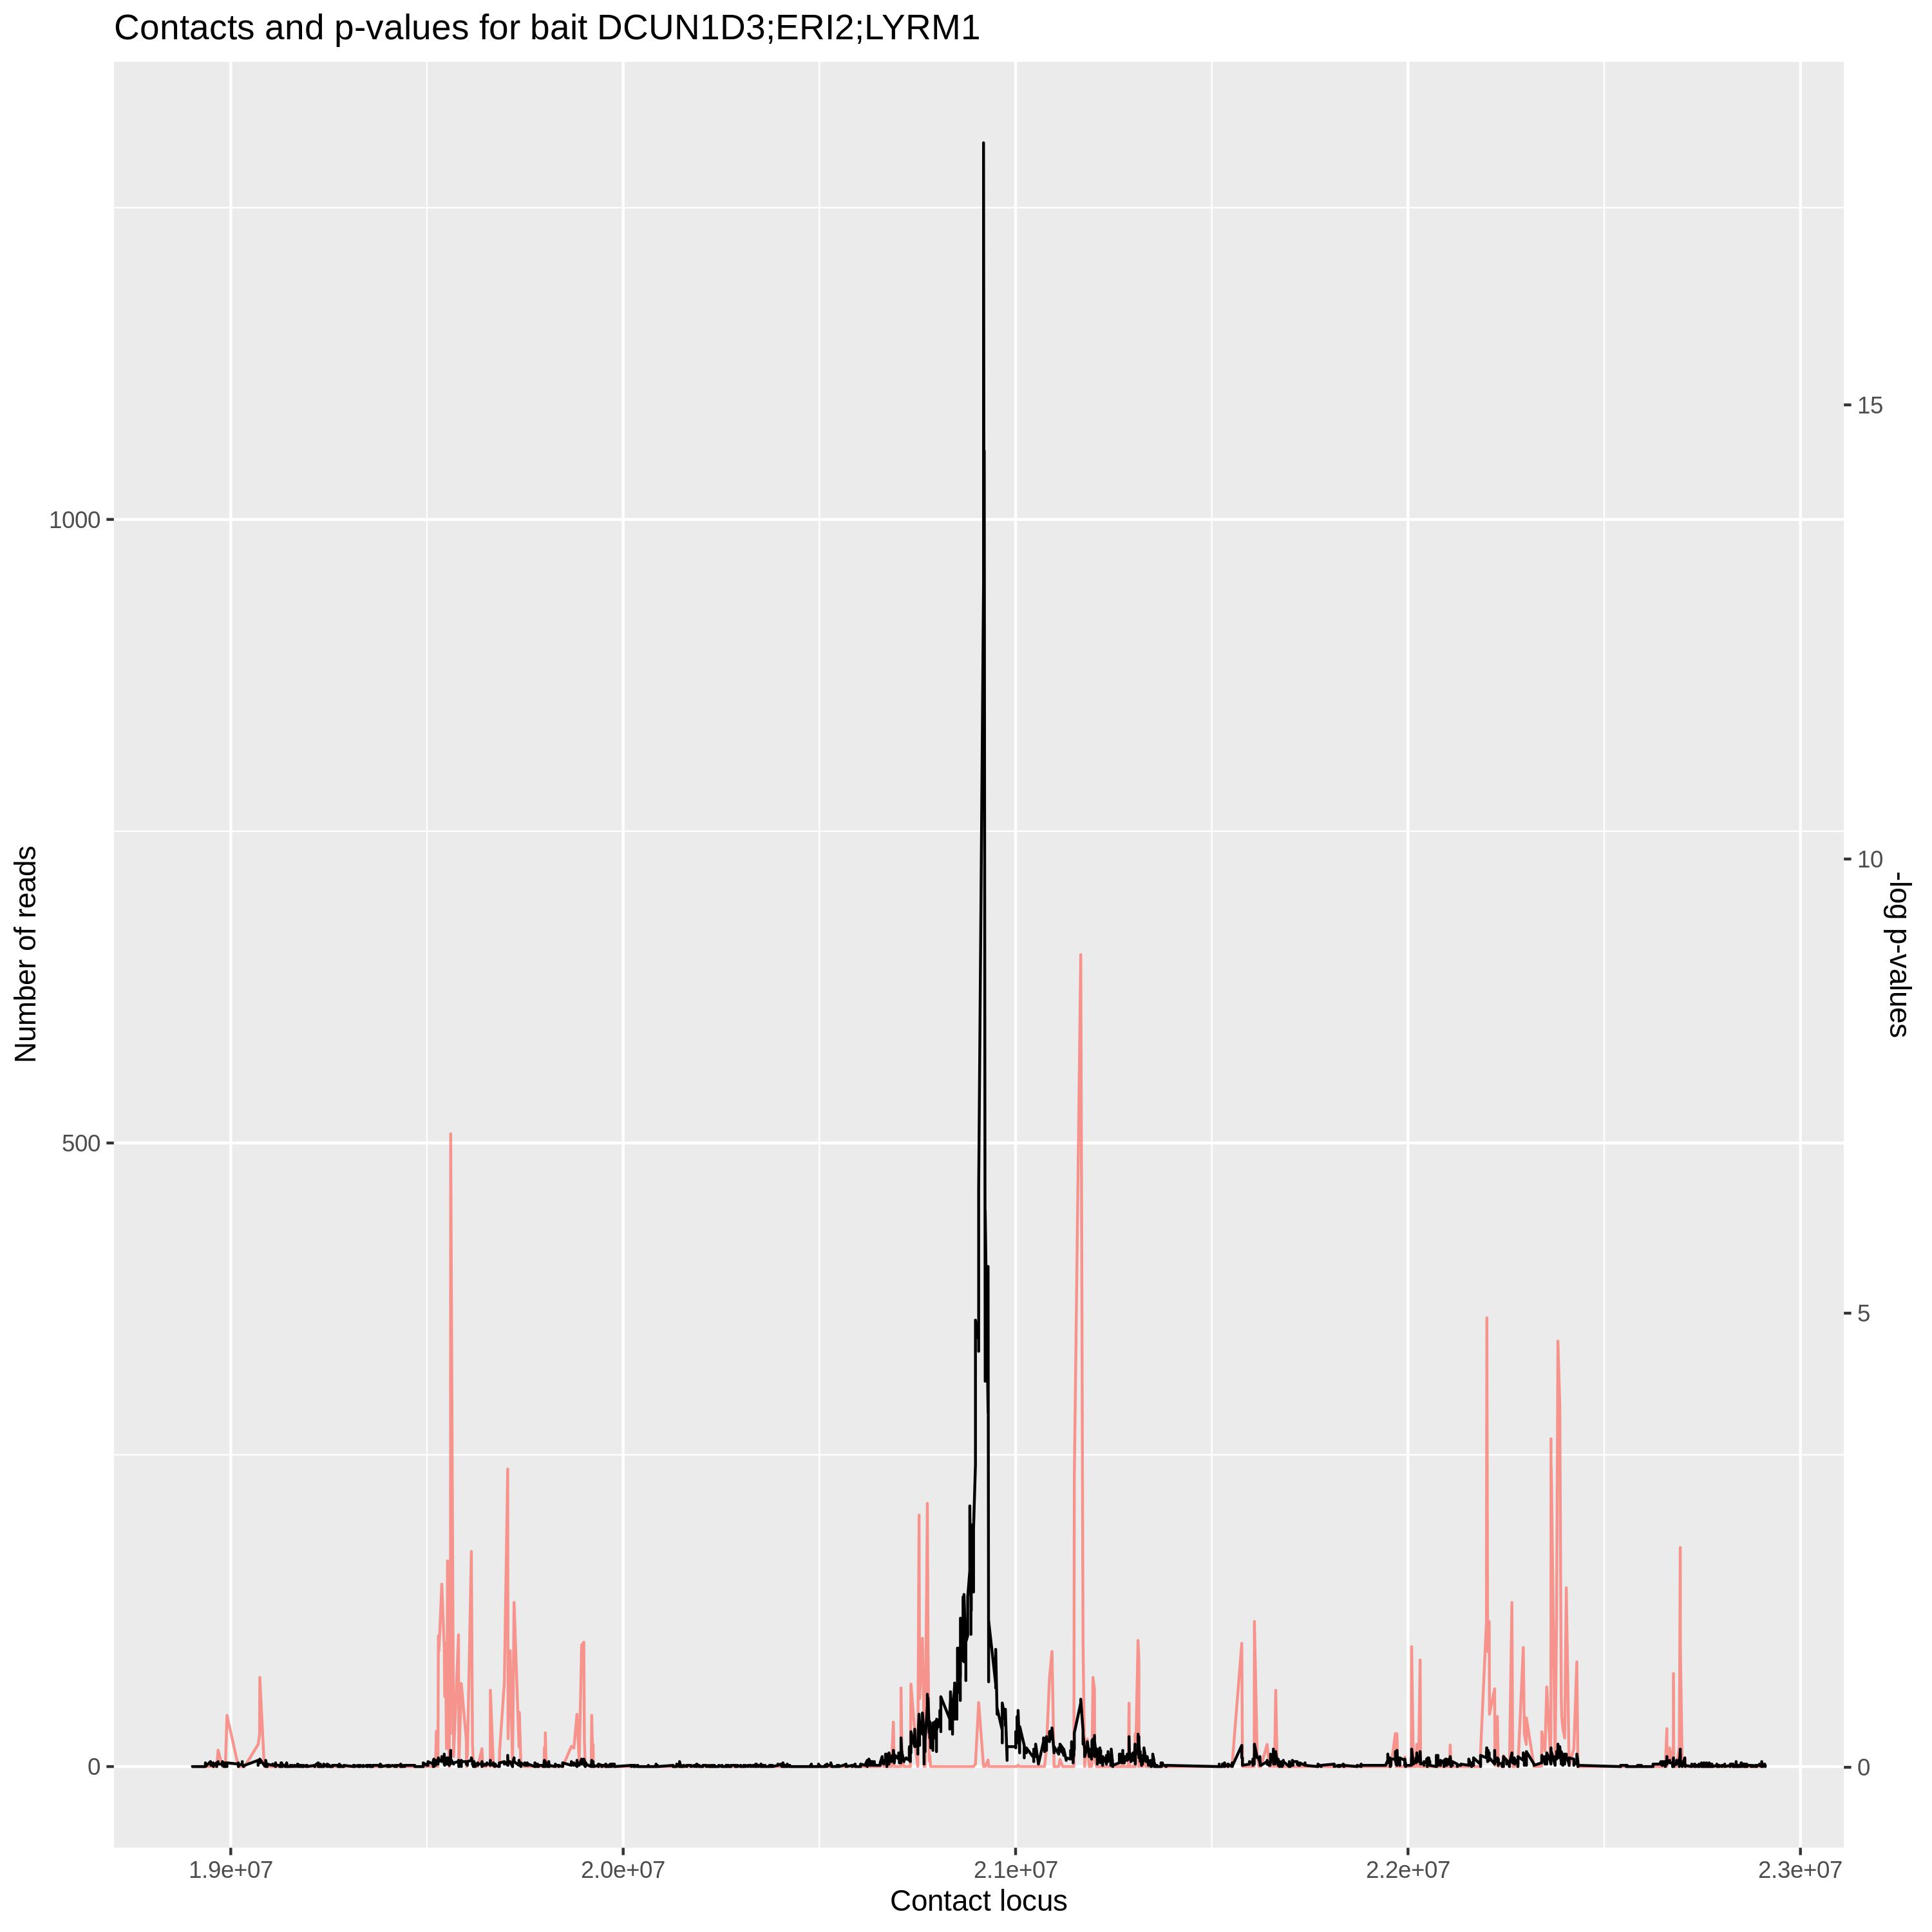 Contacts and p-values for bait DCUN1D3;ERI2;LYRM1
Number of reads
1000
500
0
15
10
5
0
-log p-values
1.9e+07 2.0e+07 2.1e+07 2.2e+07 2.3e+07
Contact locus